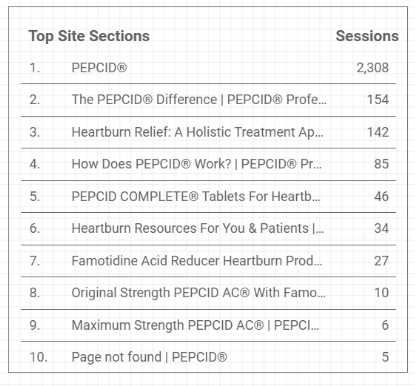 Top Site Sections Sessions
1. PEPCID® 2,308
2. The PEPCID® Difference | PEPCID® Profe... 154
3. Heartburn Relief: A Holistic Treatment Ap... 142
4. How Does PEPCID® Work? | PEPCID® Pr... 85
5. PEPCID COMPLETE® Tablets For Heartb... 46
6. Heartburn Resources For You & Patients |... 34
7. Famotidine Acid Reducer Heartburn Prod... 27
8. Original Strength PEPCID AC® With Famo... 10
9. Maximum Strength PEPCID AC® | PEPCI... 6
10. Page not found | PEPCID® 5